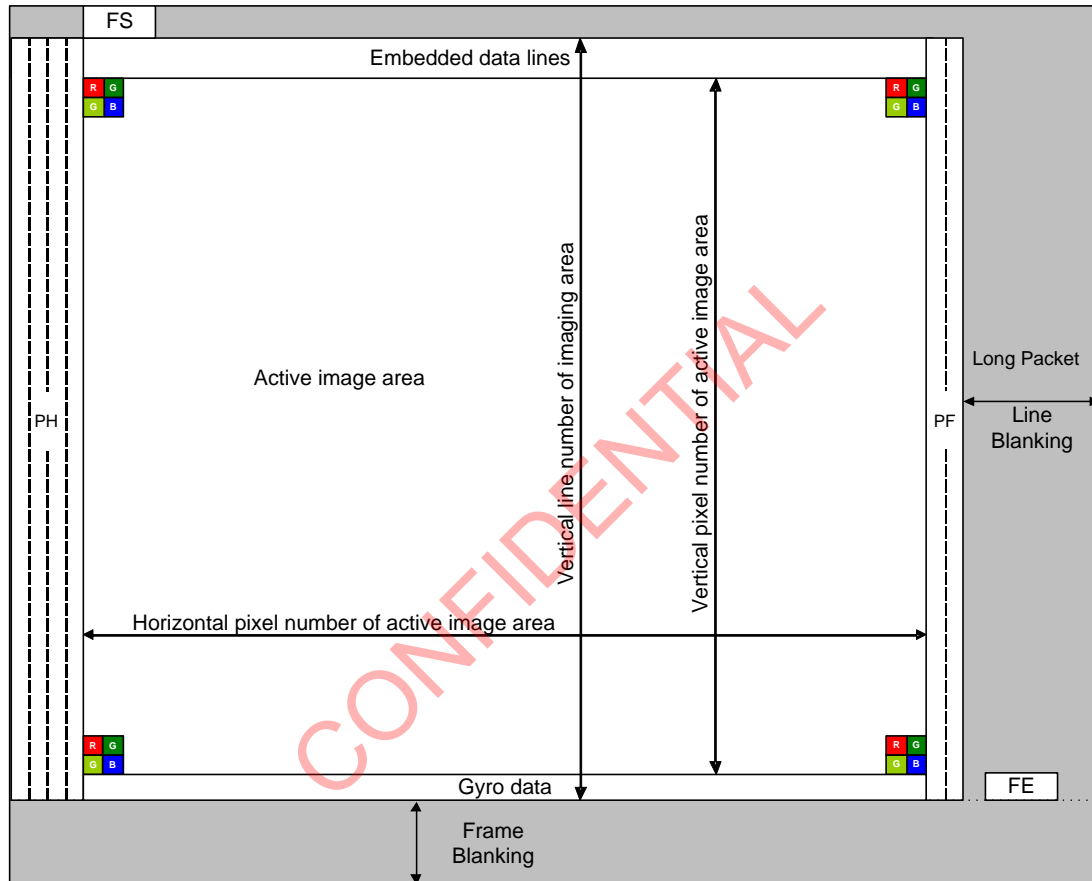 FS
Embedded data lines
R G
G B
R G
G B
Vertical line number of imaging area
Vertical pixel number of active image area
Active image area
Long Packet
PH
PF
Line
Blanking
CONFIDENTIAL
Horizontal pixel number of active image area
R G
G B
R G
G B
Gyro data
FE
Frame
Blanking